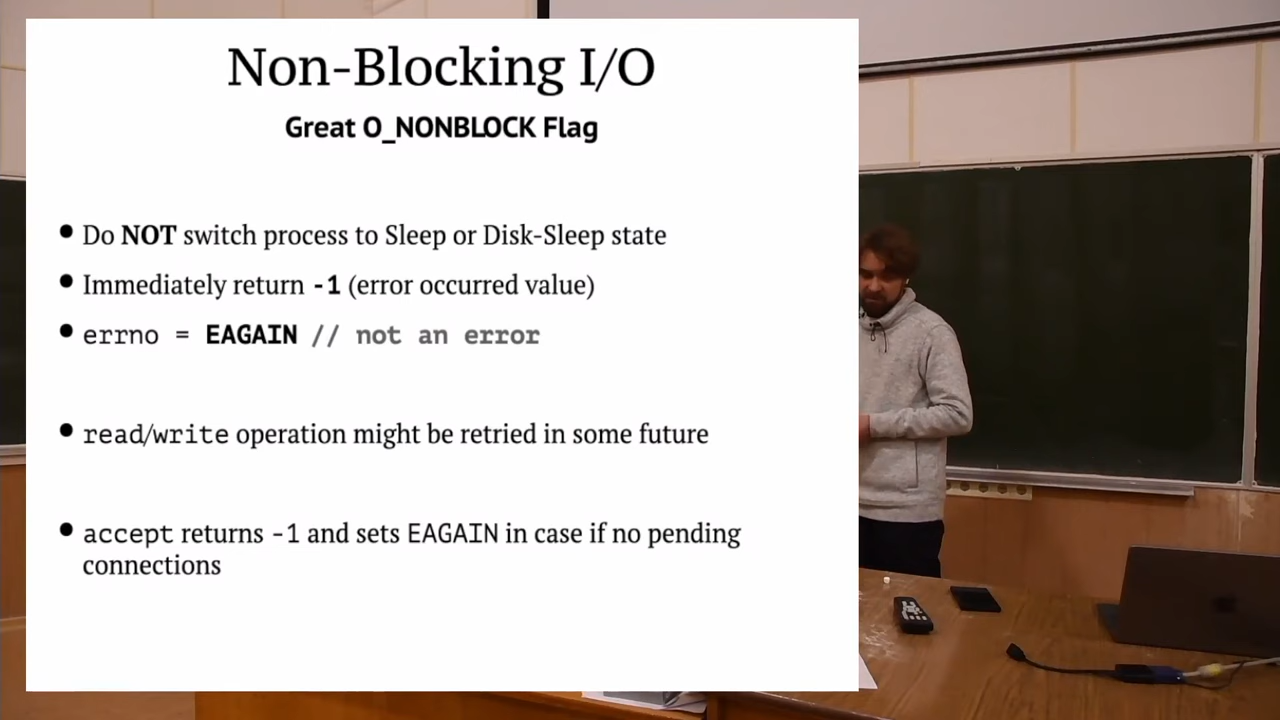 Non-Blocking I/O
Great O_NONBLOCK Flag
• Do NOT switch process to Sleep or Disk-Sleep state
• Immediately return -1 (error occurred value)
• errno = EAGAIN // not an error
• read/write operation might be retried in some future
• accept returns -1 and sets EAGAIN in case if no pending
connections